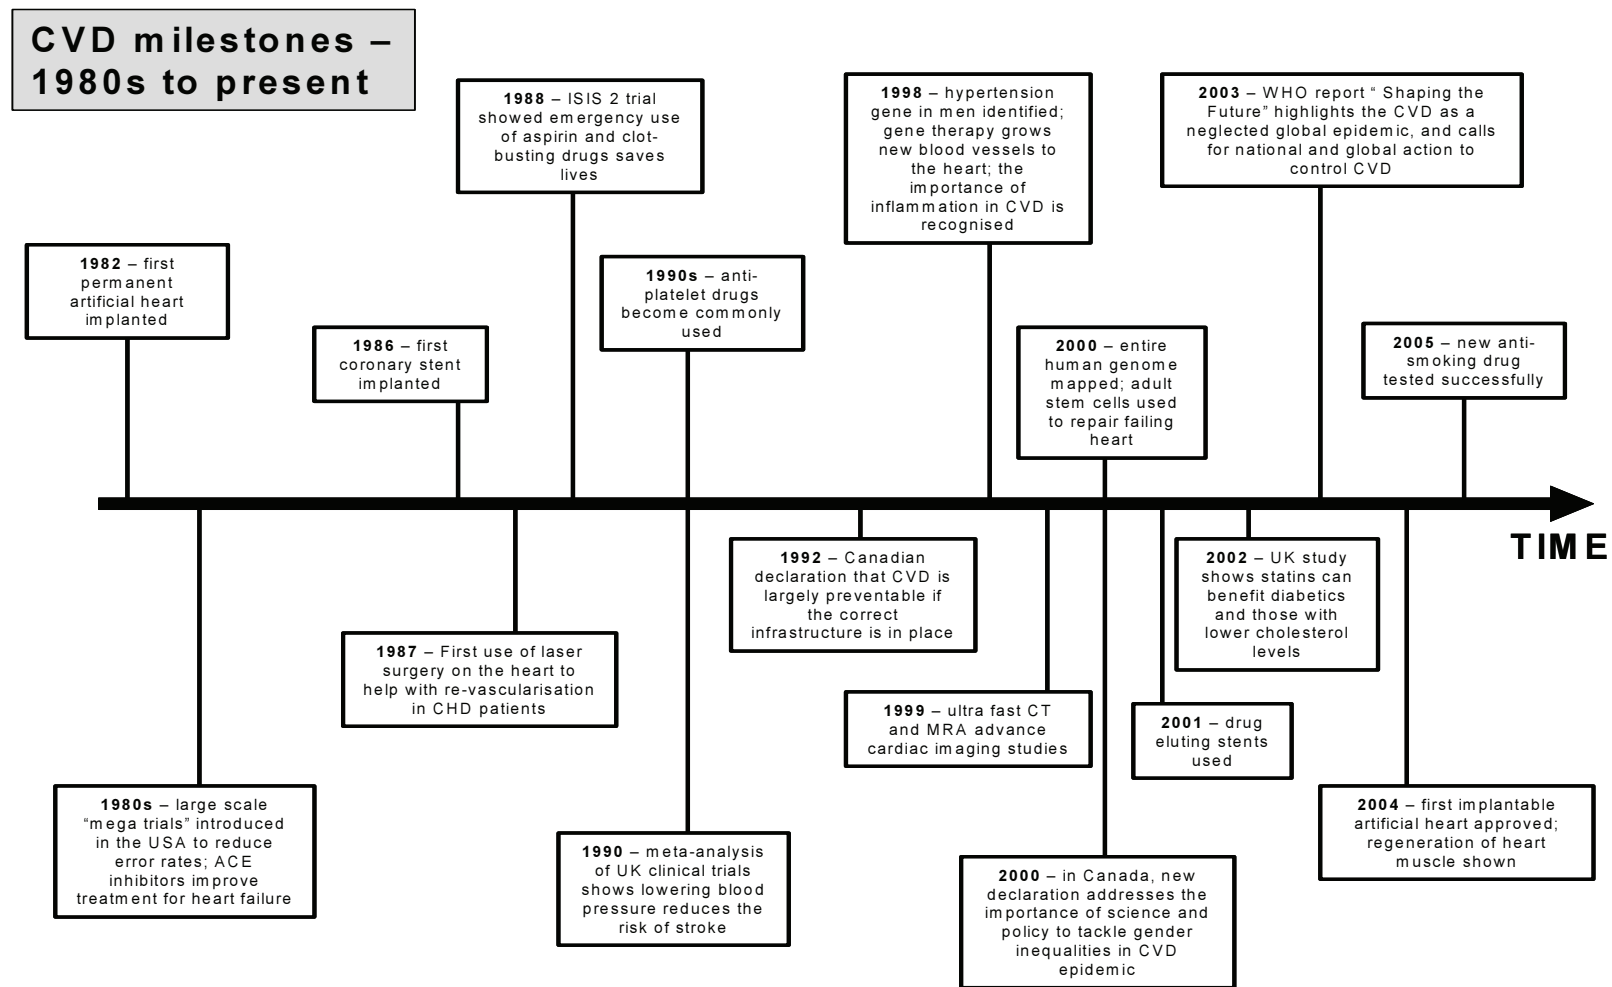 CVD milestones –
1980s to present
1988 – ISIS 2 trial
showed emergency use
of aspirin and clot-
busting drugs saves
lives
1998 – hypertension
gene in men identified;
gene therapy grows
new blood vessels to
the heart; the
importance of
inflammation in CVD is
recognised
2003 – WHO report “ Shaping the
Future” highlights the CVD as a
neglected global epidemic, and calls
for national and global action to
control CVD
1982 – first
permanent
artificial heart
implanted
1990s – anti-
platelet drugs
become commonly
used
1986 – first
coronary stent
implanted
2000 – entire
human genome
mapped; adult
stem cells used
to repair failing
heart
2005 – new anti-
smoking drug
tested successfully
TIME
1992 – Canadian
declaration that CVD is
largely preventable if
the correct
infrastructure is in place
2002 – UK study
shows statins can
benefit diabetics
and those with
lower cholesterol
levels
1987 – First use of laser
surgery on the heart to
help with re-vascularisation
in CHD patients
1999 – ultra fast CT
and MRA advance
cardiac imaging studies
2001 – drug
eluting stents
used
1980s – large scale
“mega trials” introduced
in the USA to reduce
error rates; ACE
inhibitors improve
treatment for heart failure
1990 – meta-analysis
of UK clinical trials
shows lowering blood
pressure reduces the
risk of stroke
2000 – in Canada, new
declaration addresses the
importance of science and
policy to tackle gender
inequalities in CVD
epidemic
2004 – first implantable
artificial heart approved;
regeneration of heart
muscle shown